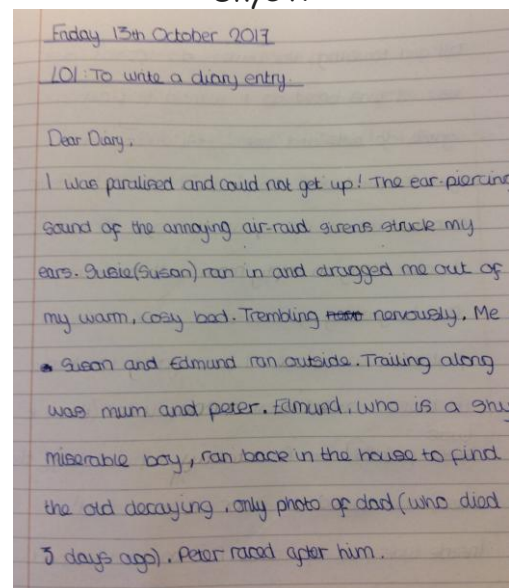 Friday 13th October 2017
LOI: To write a diary entry.
Dear Diary,
I was paralised and could not get up! The ear-piercing
sound of the annoying air-raid sirens struck my
ears. Susie(Susan) ran in and dragged me out of
my warm, cosy bed. Trembling nervously, Me
Susan and Edmund ran outside. Trailing along
was mum and peter. Edmund, who is a shy
miserable boy, ran back in the house to find
the old decaying, only photo of dad (who died
days ago). Peter raced after him.